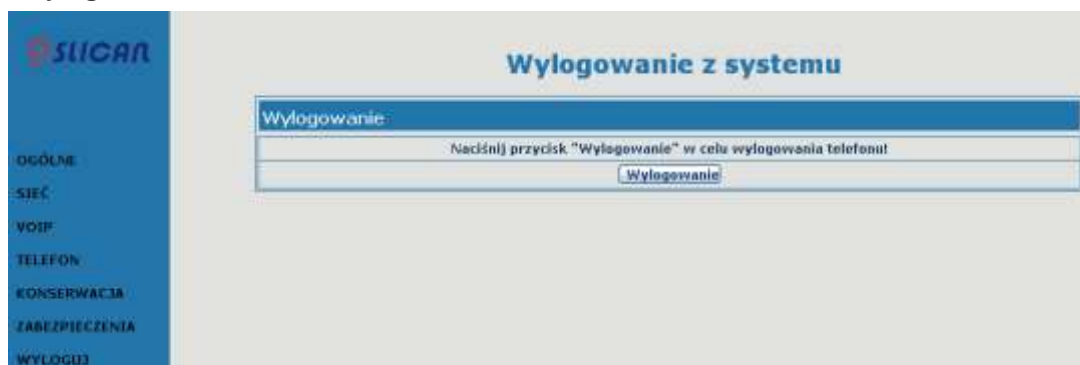 SLICAN
Wylogowanie z systemu
Wylogowanie
Naciśnij przycisk "Wylogowanie" w celu wylogowania telefonu!
Wylogowanie
OGÓLNE
SIEĆ
VOIP
TELEFON
KONSERWACJA
ZABEZPIECZENIA
WYLOGUJ